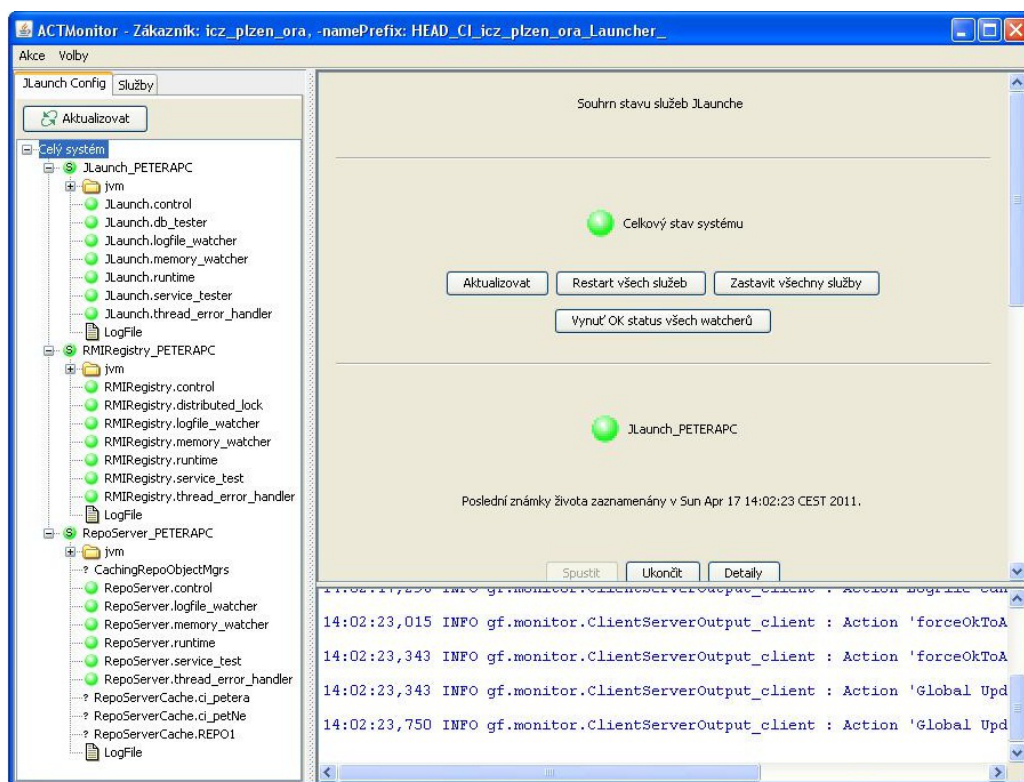 ACTMonitor - Zákazník: icz_plzen_ora, -namePrefix: HEAD_CI_icz_plzen_ora_Launcher_
Akce Volby
JLaunch Config Služby
Aktualizovat
Celý systém
JLaunch_PETERAPC
jvm
JLaunch.control
JLaunch.db_tester
JLaunch.logfile_watcher
JLaunch.memory_watcher
JLaunch.runtime
JLaunch.service_tester
JLaunch.thread_error_handler
LogFile
RMIRegistry_PETERAPC
jvm
RMIRegistry.control
RMIRegistry.distributed_lock
RMIRegistry.logfile_watcher
RMIRegistry.memory_watcher
RMIRegistry.runtime
RMIRegistry.service_test
RMIRegistry.thread_error_handler
LogFile
RepoServer_PETERAPC
jvm
? CachingRepoObjectMgrs
RepoServer.control
RepoServer.logfile_watcher
RepoServer.memory_watcher
RepoServer.runtime
RepoServer.service_test
RepoServer.thread_error_handler
? RepoServerCache.ci_petera
? RepoServerCache.ci_petNe
? RepoServerCache.REPO1
LogFile
Souhrn stavu služeb JLaunche
Celkový stav systému
Aktualizovat Restart všech služeb Zastavit všechny služby
Vynuť OK status všech watcherů
JLaunch_PETERAPC
Poslední známky života zaznamenány v Sun Apr 17 14:02:23 CEST 2011.
Spustit Ukončit Detaily
INFO gf.monitor.ClientServerOutput_client : Action
14:02:23,015 INFO gf.monitor.ClientServerOutput_client : Action 'forceOkToA
14:02:23,343 INFO gf.monitor.ClientServerOutput_client : Action 'forceOkToA
14:02:23,343 INFO gf.monitor.ClientServerOutput_client : Action 'Global Upd
14:02:23,750 INFO gf.monitor.ClientServerOutput_client : Action 'Global Upd